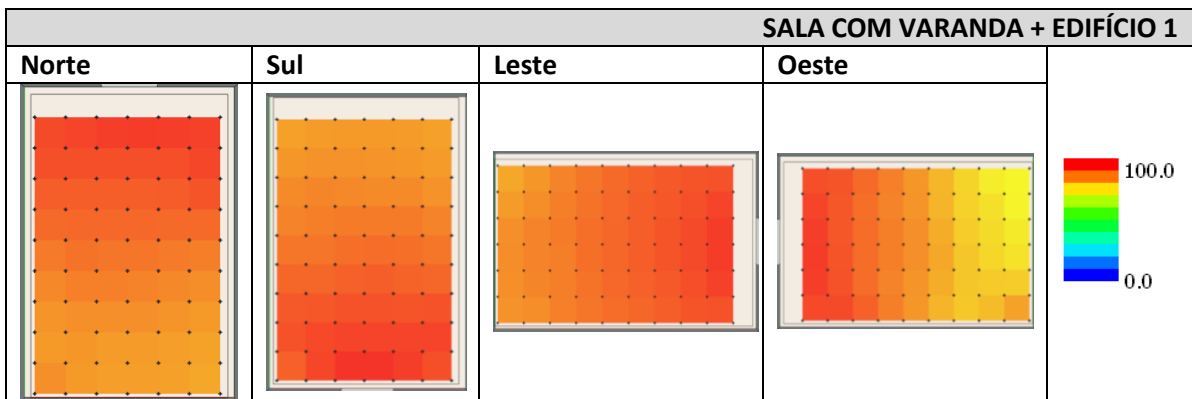 SALA COM VARANDA + EDIFÍCIO 1
Norte Sul Leste Oeste
100.0
0.0